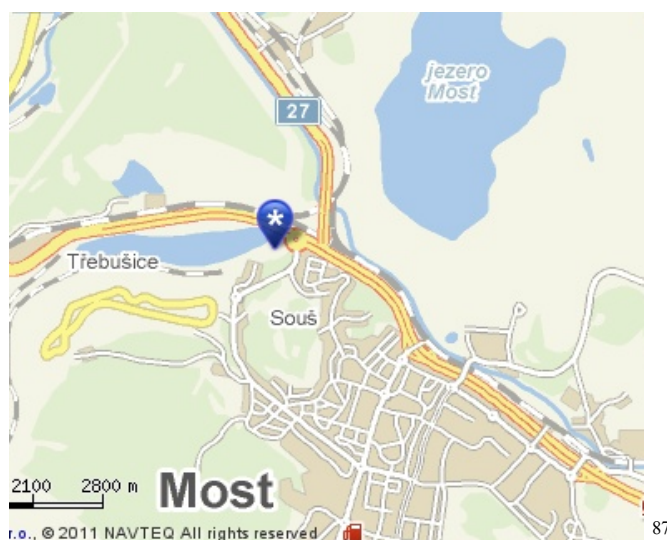 jezero
Most
27
*
Třebušice
Souš
2100 2800 m
Most
r.o., © 2011 NAVTEQ All rights reserved
87